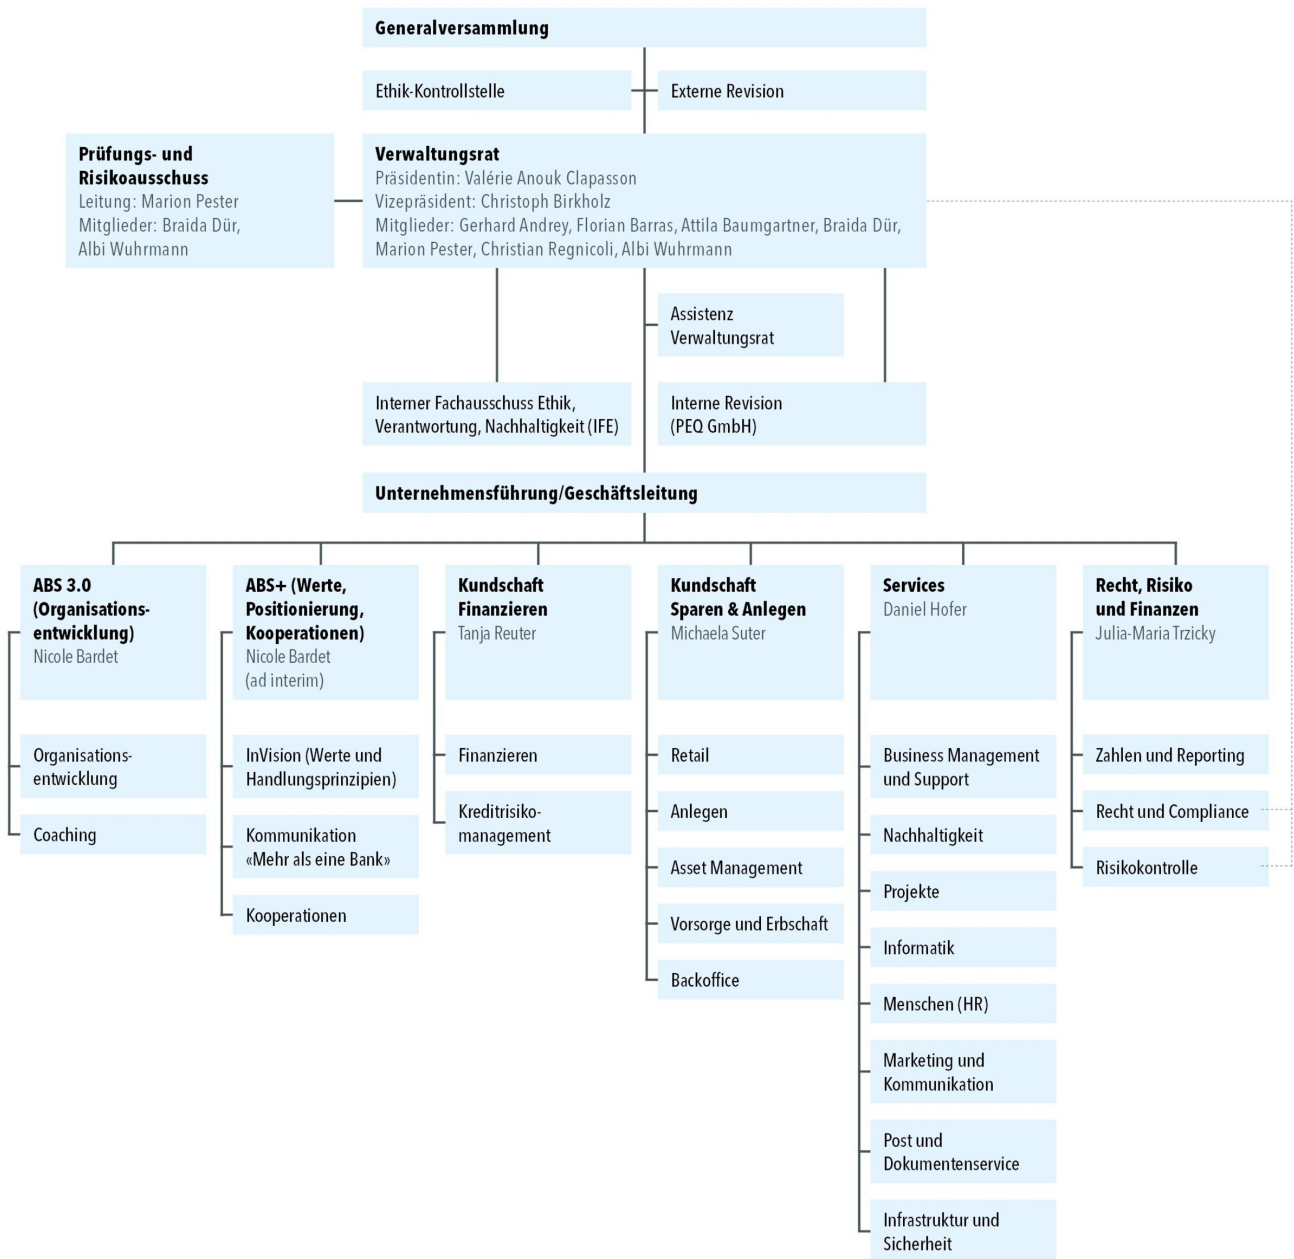 Generalversammlung
Ethik-Kontrollstelle
Externe Revision
Prüfungs- und
Risikoausschuss
Leitung: Marion Pester
Mitglieder: Braida Dür,
Albi Wuhrmann
Verwaltungsrat
Präsidentin: Valérie Anouk Clapasson
Vizepräsident: Christoph Birkholz
Mitglieder: Gerhard Andrey, Florian Barras, Attila Baumgartner, Braida Dür,
Marion Pester, Christian Regnicoli, Albi Wuhrmann
Assistenz
Verwaltungsrat
Interner Fachausschuss Ethik,
Verantwortung, Nachhaltigkeit (IFE)
Interne Revision
(PEQ GmbH)
Unternehmensführung/Geschäftsleitung
ABS 3.0
(Organisations-
entwicklung)
Nicole Bardet
Organisations-
entwicklung
Coaching
ABS+ (Werte,
Positionierung,
Kooperationen)
Nicole Bardet
(ad interim)
InVision (Werte und
Handlungsprinzipien)
Kommunikation
«Mehr als eine Bank»
Kooperationen
Kundschaft
Finanzieren
Tanja Reuter
Finanzieren
Kreditrisiko-
management
Kundschaft
Sparen & Anlegen
Michaela Suter
Retail
Anlegen
Asset Management
Vorsorge und Erbschaft
Backoffice
Services
Daniel Hofer
Business Management
und Support
Nachhaltigkeit
Projekte
Informatik
Menschen (HR)
Marketing und
Kommunikation
Post und
Dokumentenservice
Infrastruktur und
Sicherheit
Recht, Risiko
und Finanzen
Julia-Maria Trzicky
Zahlen und Reporting
Recht und Compliance
Risikokontrolle